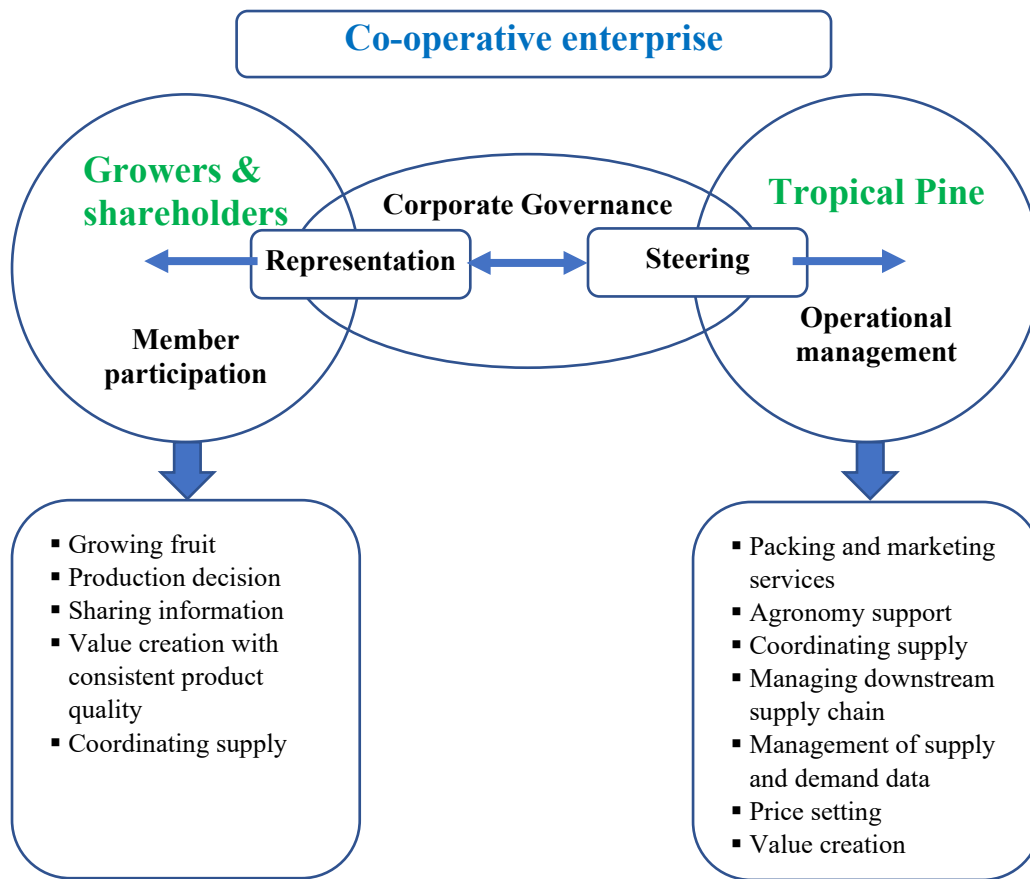 Co-operative enterprise
Growers &
shareholders
Tropical Pine
Corporate Governance
Representation
Steering
Member
participation
Operational
management
▪ Growing fruit
▪ Production decision
▪ Sharing information
▪ Value creation with
consistent product
quality
▪ Coordinating supply
▪ Packing and marketing
services
▪ Agronomy support
▪ Coordinating supply
▪ Managing downstream
supply chain
▪ Management of supply
and demand data
▪ Price setting
▪ Value creation